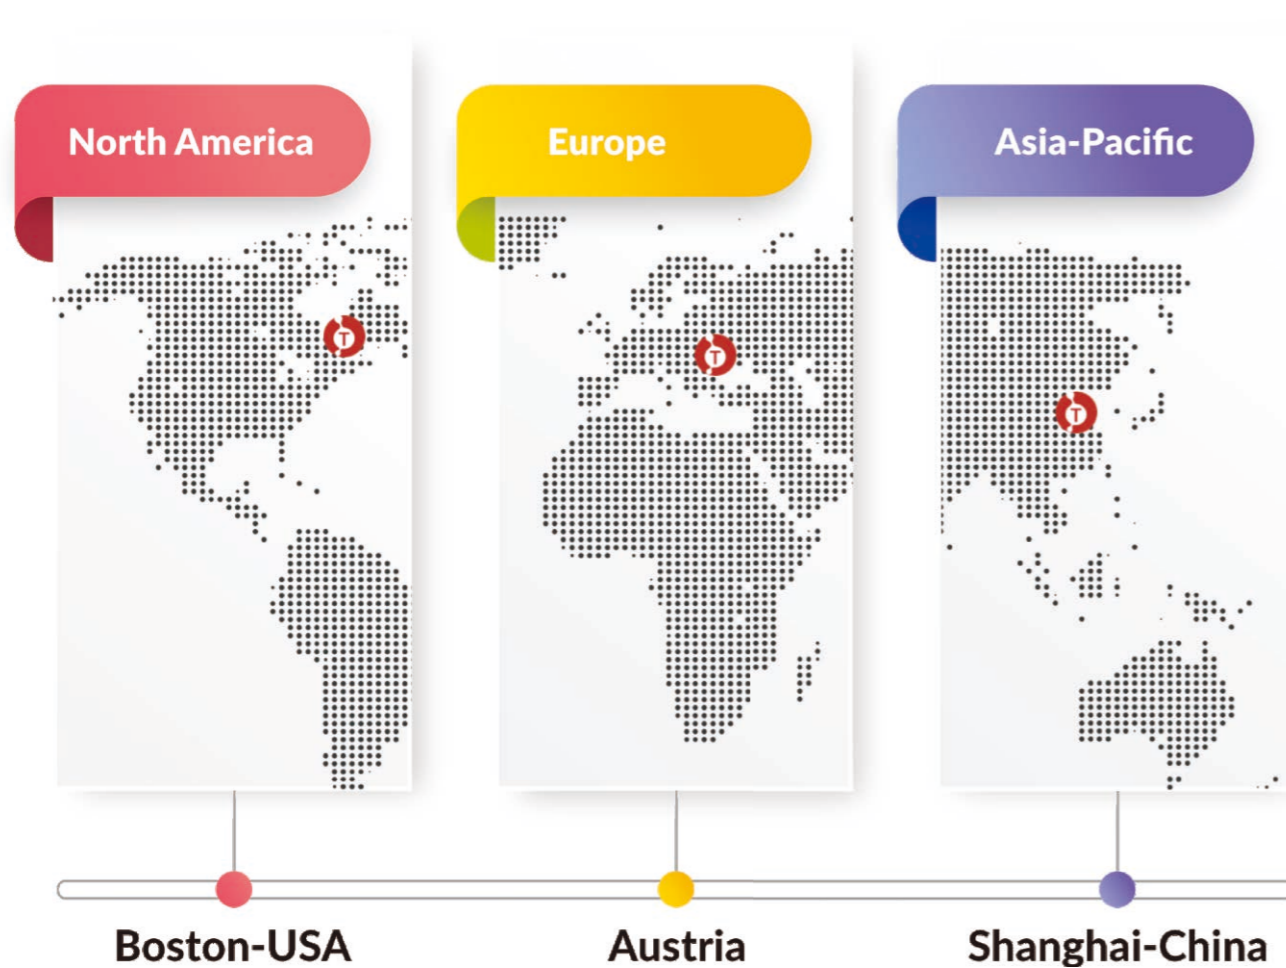 North America
Europe
Asia-Pacific
T
T
T
Boston-USA
Austria
Shanghai-China